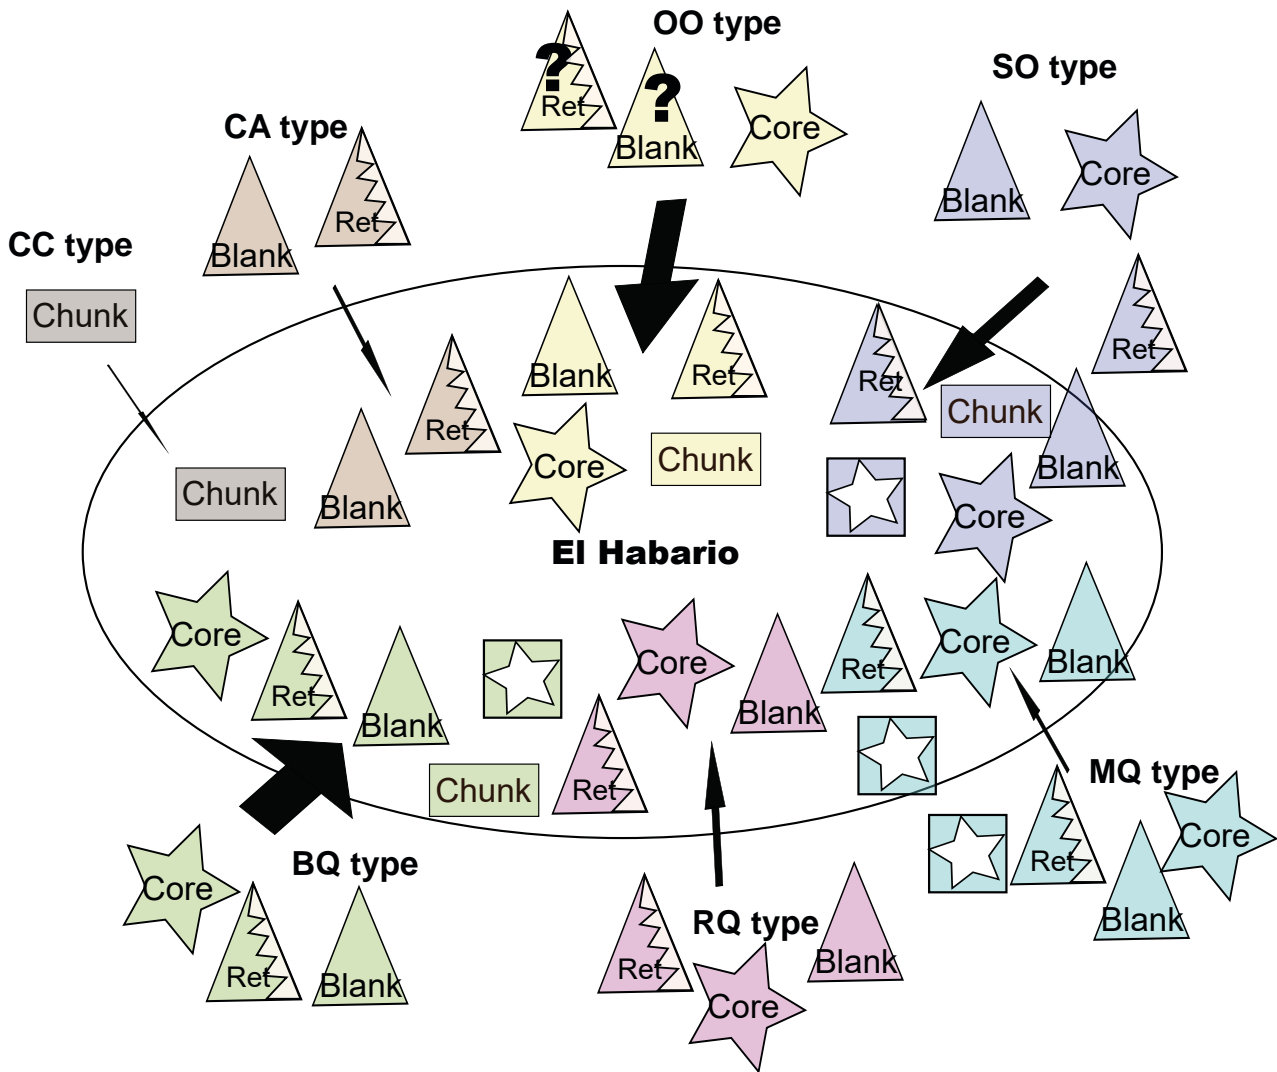 OO type
?
Ret
?
Blank
Core
SO type
Blank
Core
Ret
CA type
Blank
Ret
CC type
Chunk
Blank
Ret
Core
Chunk
Ret
Chunk
Blank
Core
Ret
Blank
Chunk
El Habario
Core
Ret
Blank
Chunk
Core
Blank
Ret
Ret
Core
Blank
MQ type
Ret
Core
Blank
BQ type
Core
Ret
Blank
RQ type
Ret
Core
Blank